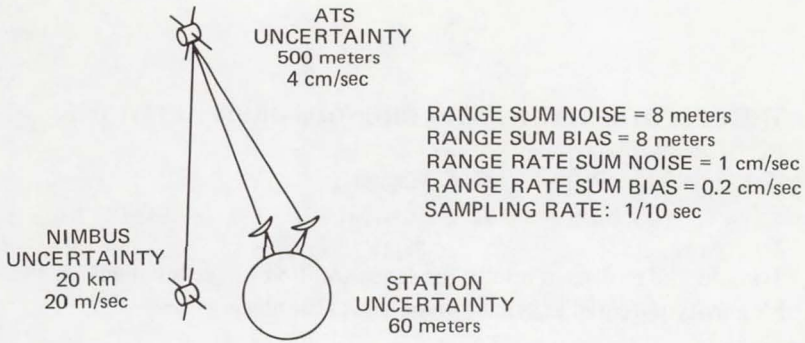 ATS
UNCERTAINTY
500 meters
4 cm/sec
RANGE SUM NOISE = 8 meters
RANGE SUM BIAS = 8 meters
RANGE RATE SUM NOISE = 1 cm/sec
RANGE RATE SUM BIAS = 0.2 cm/sec
SAMPLING RATE: 1/10 sec
NIMBUS
UNCERTAINTY
20 km
20 m/sec
STATION
UNCERTAINTY
60 meters